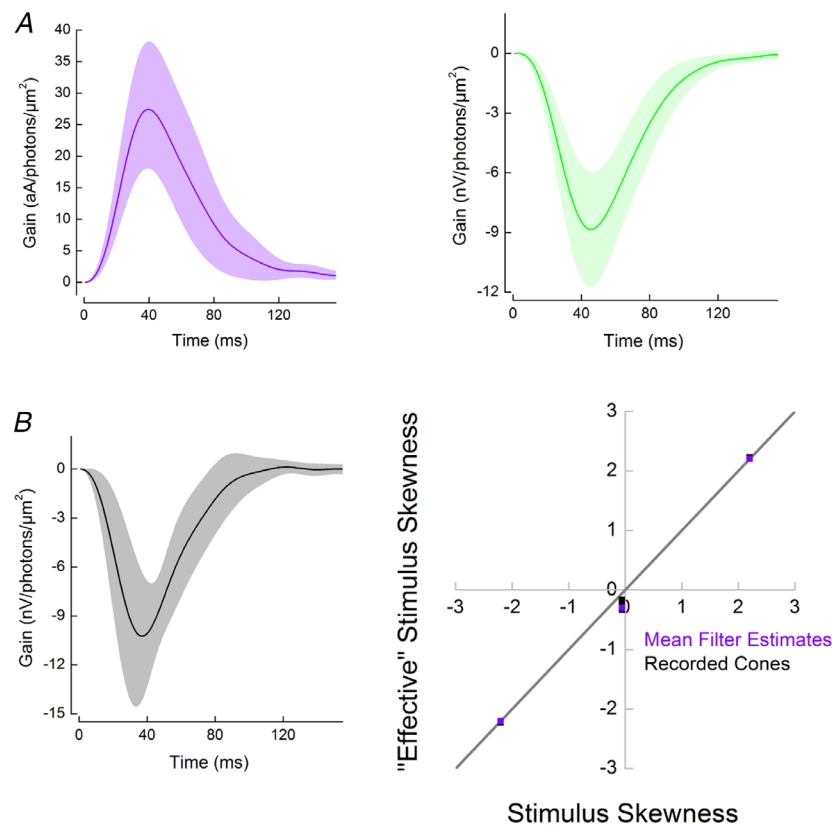 A
Gain (aA/photons/µm²)
40
35
30
25
20
15
10
5
0
0 40 80 120
Time (ms)
Gain (nV/photons/µm²)
0
-3
-6
-9
-12
0 40 80 120
Time (ms)
B
Gain (nV/photons/µm²)
0
-3
-6
-9
-12
-15
0 40 80 120
Time (ms)
"Effective" Stimulus Skewness
3
2
1
0
-3 -2 -1 0 1 2 3
Mean Filter Estimates
Recorded Cones
-1
-2
-3
Stimulus Skewness